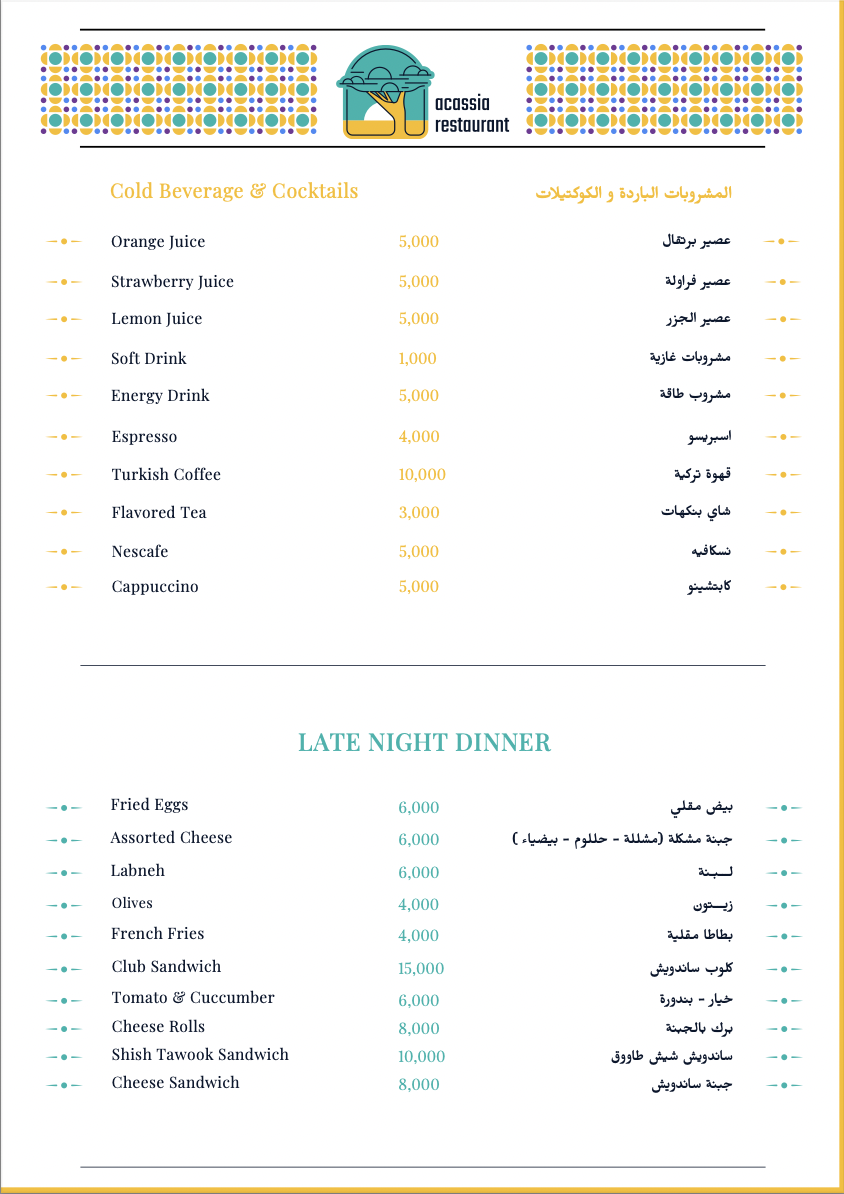 acassia
restaurant
Cold Beverage & Cocktails المشروبات الباردة و الكوكتيلات
Orange Juice 5,000 عصير برتقال
Strawberry Juice 5,000 عصير فراولة
Lemon Juice 5,000 عصير الجزر
Soft Drink 1,000 مشروبات غازية
Energy Drink 5,000 مشروب طاقة
Espresso 4,000 اسبريسو
Turkish Coffee 10,000 قهوة تركية
Flavored Tea 3,000 شاي بنكهات
Nescafe 5,000 نسكافيه
Cappuccino 5,000 كابتشينو
LATE NIGHT DINNER
Fried Eggs 6,000 بيض مقلي
Assorted Cheese 6,000 جبنة مشكلة (مشللة - حللوم - بيضياء )
Labneh 6,000 لـــبـنة
Olives 4,000 زيـــتون
French Fries 4,000 بطاطا مقلية
Club Sandwich 15,000 كلوب ساندويش
Tomato & Cuccumber 6,000 خيار - بندورة
Cheese Rolls 8,000 برك بالجبنة
Shish Tawook Sandwich 10,000 ساندويش شيش طاووق
Cheese Sandwich 8,000 جبنة ساندويش